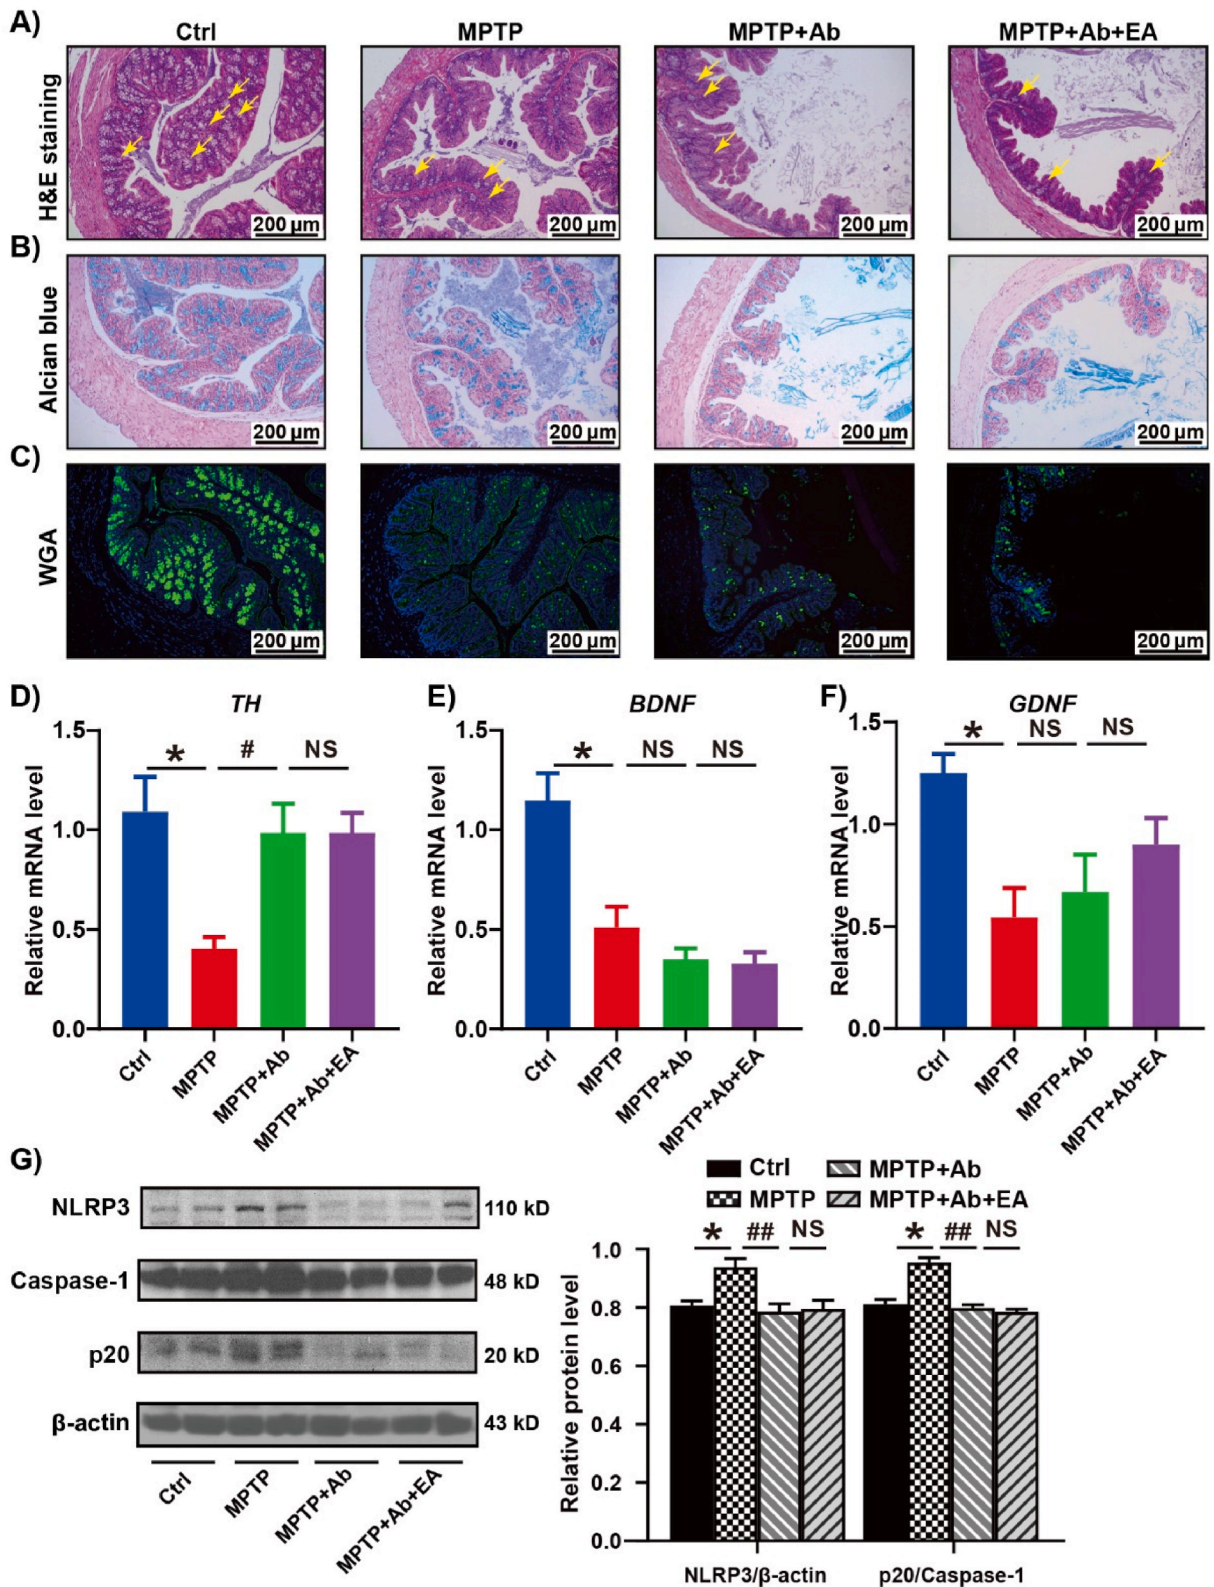 A)
Ctrl
MPTP
MPTP+Ab
MPTP+Ab+EA
H&E staining
200 μm
200 μm
200 μm
200 μm
B)
Alcian blue
200 μm
200 μm
200 μm
200 μm
C)
WGA
200 μm
200 μm
200 μm
200 μm
D)
TH
Relative mRNA level
1.5
1.0
0.5
0.0
*
#
NS
Ctrl
MPTP
MPTP+Ab
MPTP+Ab+EA
E)
BDNF
Relative mRNA level
1.5
1.0
0.5
0.0
*
NS
NS
Ctrl
MPTP
MPTP+Ab
MPTP+Ab+EA
F)
GDNF
Relative mRNA level
1.5
1.0
0.5
0.0
*
NS
NS
Ctrl
MPTP
MPTP+Ab
MPTP+Ab+EA
G)
NLRP3
110 kD
Caspase-1
48 kD
p20
20 kD
β-actin
43 kD
Ctrl
MPTP
MPTP+Ab
MPTP+Ab+EA
Ctrl
MPTP+Ab
MPTP
MPTP+Ab+EA
Relative protein level
1.0
0.8
0.6
0.4
0.2
0.0
* ## NS
* ## NS
NLRP3/β-actin
p20/Caspase-1